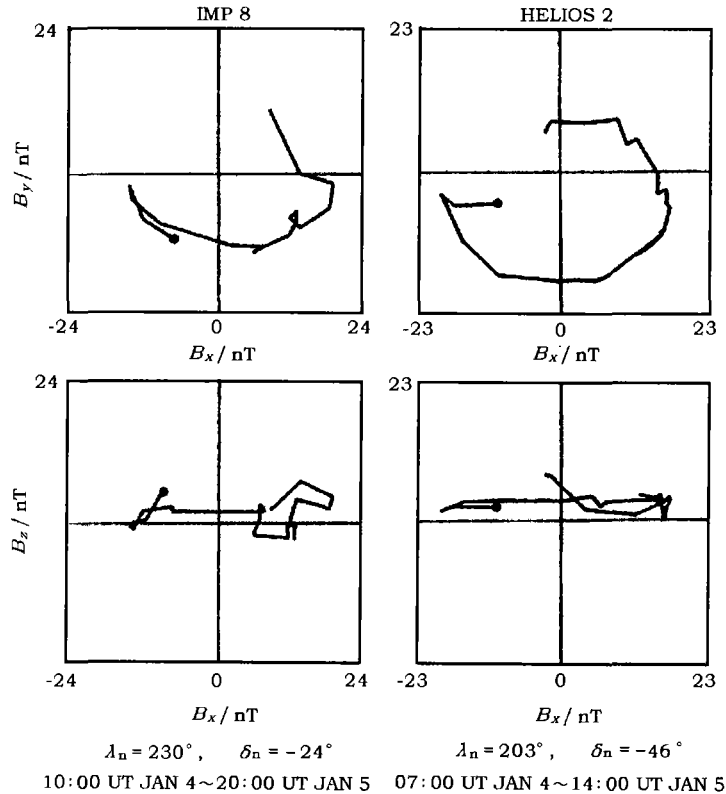 IMP 8
HELIOS 2
24
23
B_y / nT
-24
0
24
-23
0
23
B_x / nT
B_x / nT
24
23
B_z / nT
-24
0
24
-23
0
23
B_x / nT
B_x / nT
λ_n = 230°, δ_n = -24°
λ_n = 203°, δ_n = -46°
10:00 UT JAN 4~20:00 UT JAN 5
07:00 UT JAN 4~14:00 UT JAN 5